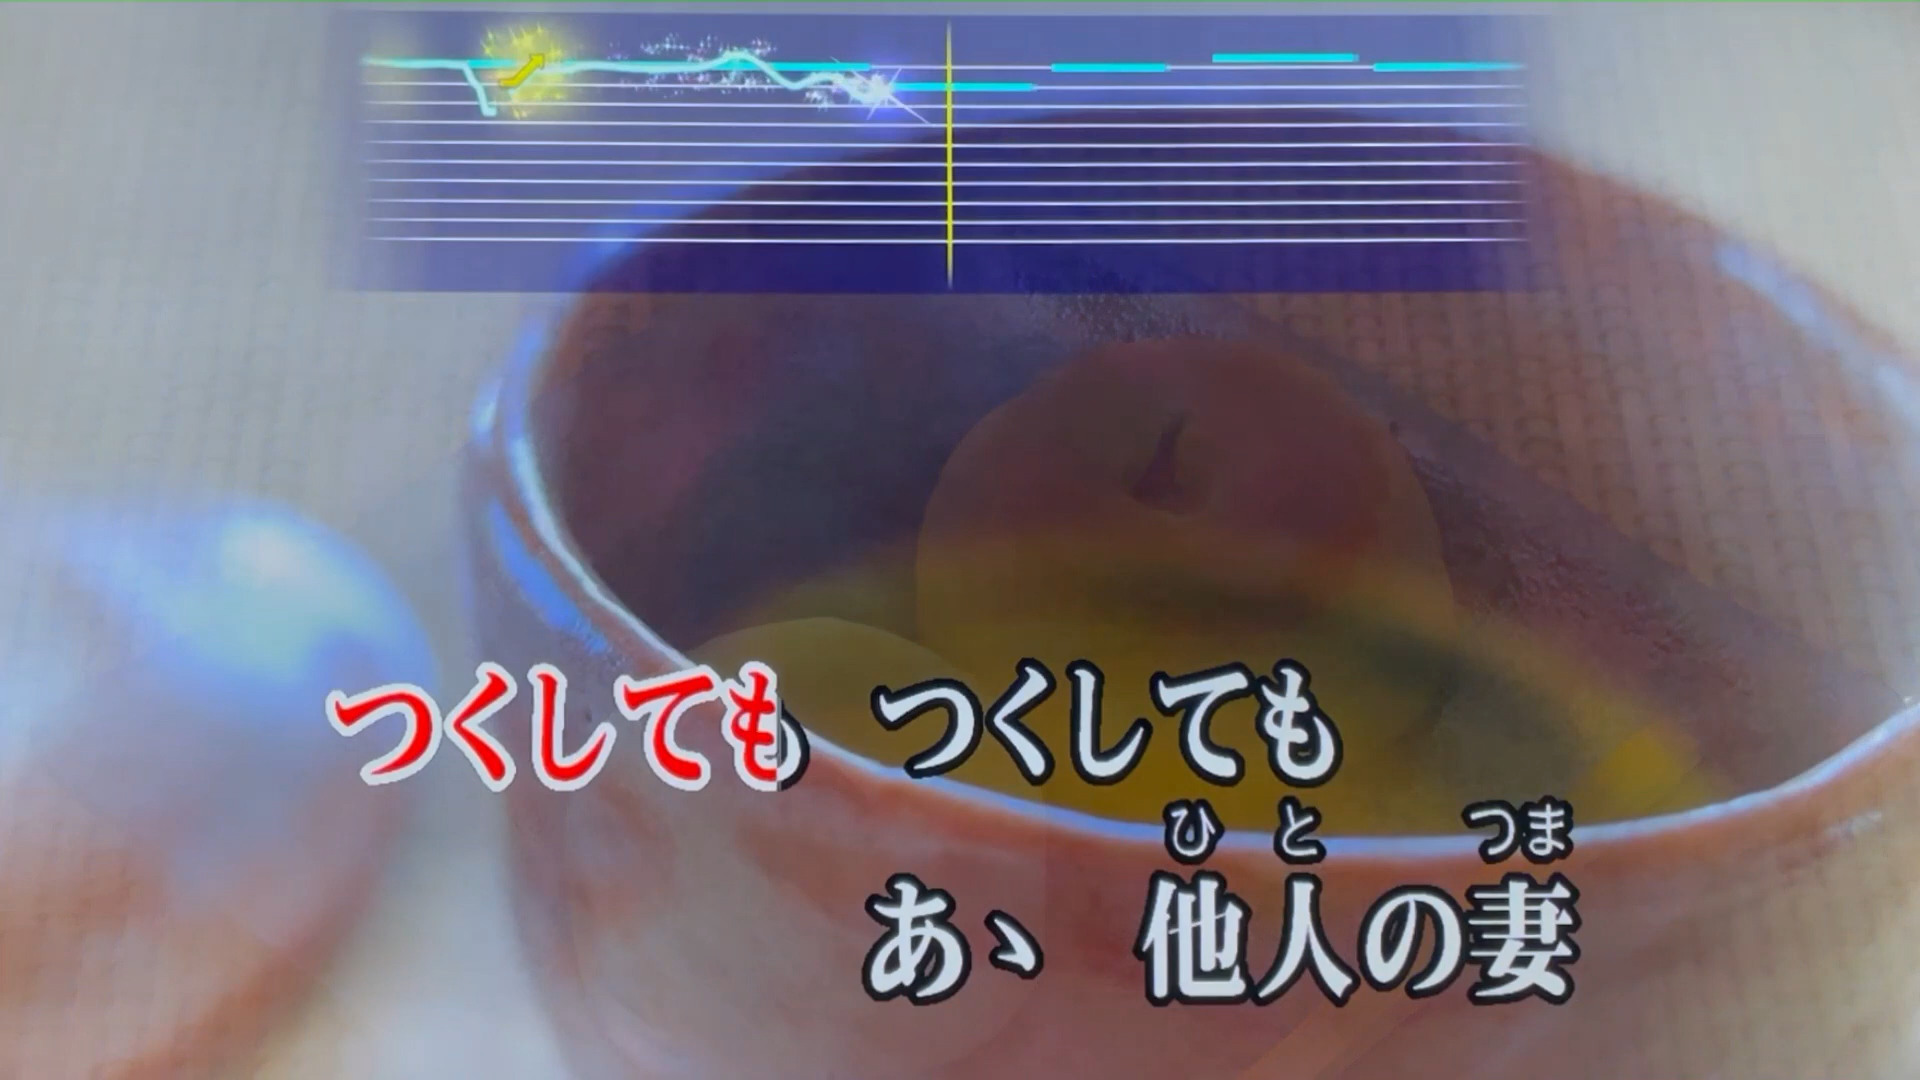 つくしても つくしても
ひと つま
あゝ 他人の妻